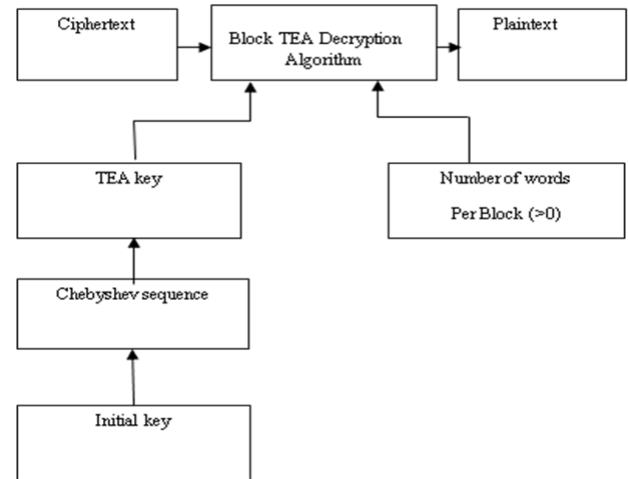 Ciphertext
Block TEA Decryption
Algorithm
Plaintext
TEA key
Number of words
Per Block (>0)
Chebyshev sequence
Initial key